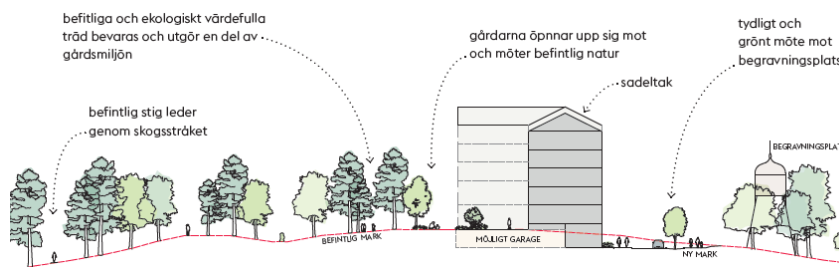 befitliga och ekologiskt värdefulla
träd bevaras och utgör en del av
gårdsmiljön
gårdarna öpnnar upp sig mot
och möter befintlig natur
tydligt och
grönt möte mot
begravningsplats
sadeltak
befintlig stig leder
genom skogsstråket
BEGRAVNINGSPLAT
BEFINTLIG MARK
MÖJLIGT GARAGE
NY MARK